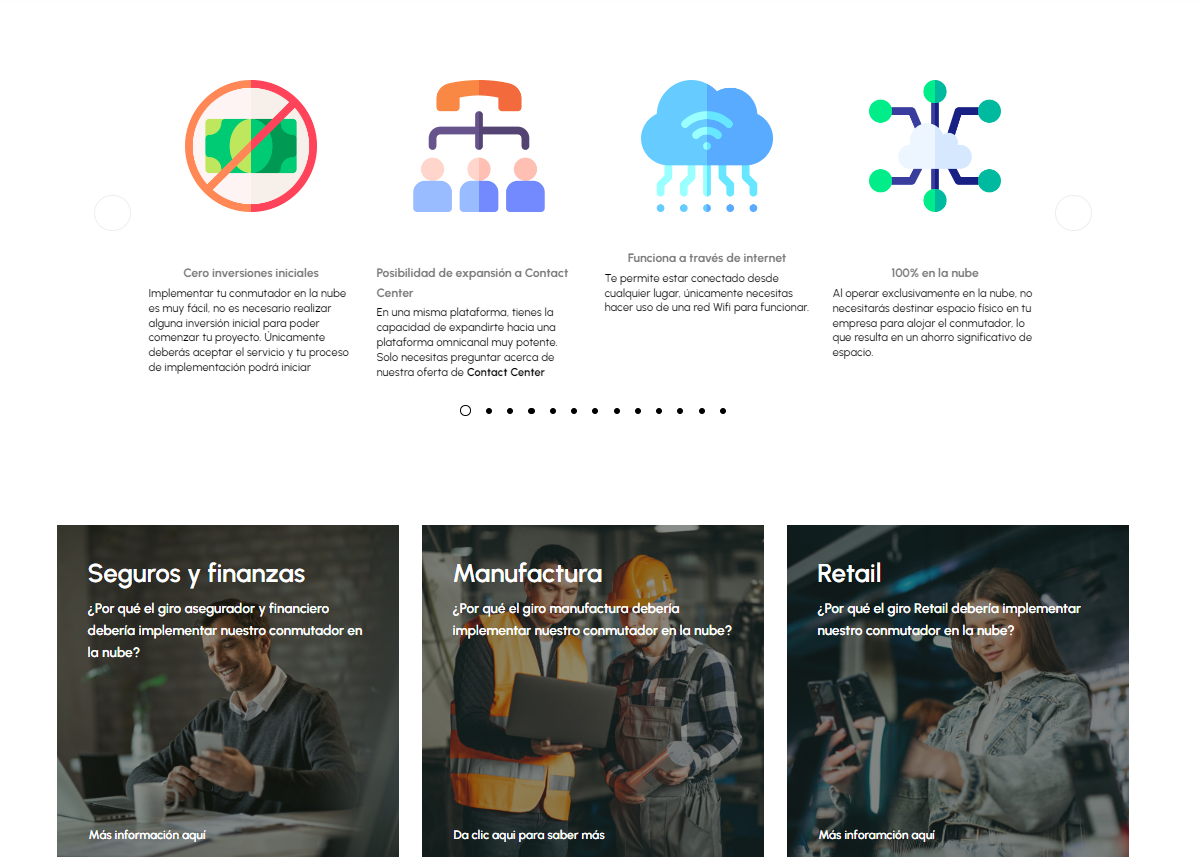 Cero inversiones iniciales
Implementar tu conmutador en la nube
es muy fácil, no es necesario realizar
alguna inversión inicial para poder
comenzar tu proyecto. Únicamente
deberás aceptar el servicio y tu proceso
de implementación podrá iniciar
Posibilidad de expansión a Contact
Center
En una misma plataforma, tienes la
capacidad de expandirte hacia una
plataforma omnicanal muy potente.
Solo necesitas preguntar acerca de
nuestra oferta de Contact Center
Funciona a través de internet
Te permite estar conectado desde
cualquier lugar, únicamente necesitas
hacer uso de una red Wifi para funcionar.
100% en la nube
Al operar exclusivamente en la nube, no
necesitarás destinar espacio físico en tu
empresa para alojar el conmutador, lo
que resulta en un ahorro significativo de
espacio.
Seguros y finanzas
¿Por qué el giro asegurador y financiero
debería implementar nuestro conmutador en
la nube?
Más información aquí
Manufactura
¿Por qué el giro manufactura debería
implementar nuestro conmutador en la nube?
Da clic aqui para saber más
Retail
¿Por qué el giro Retail debería implementar
nuestro conmutador en la nube?
Más inforamción aquí